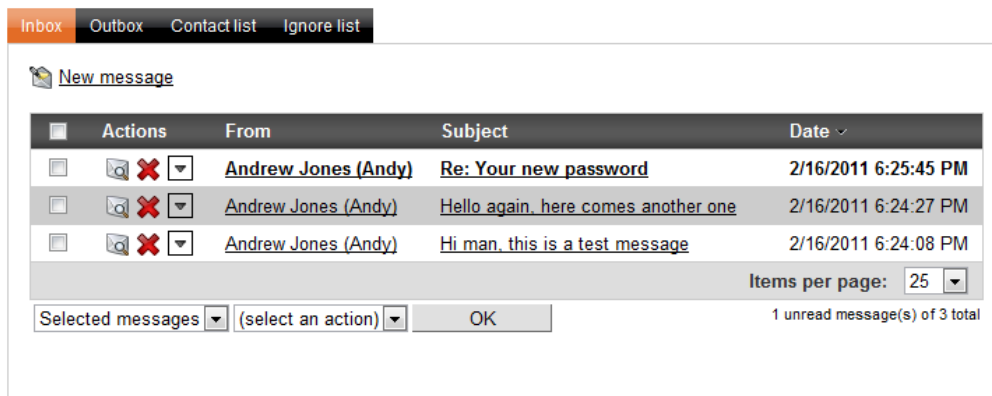 Inbox Outbox Contact list Ignore list
New message
Actions From Subject Date
Andrew Jones (Andy) Re: Your new password 2/16/2011 6:25:45 PM
Andrew Jones (Andy) Hello again, here comes another one 2/16/2011 6:24:27 PM
Andrew Jones (Andy) Hi man, this is a test message 2/16/2011 6:24:08 PM
Items per page: 25
Selected messages (select an action) OK 1 unread message(s) of 3 total